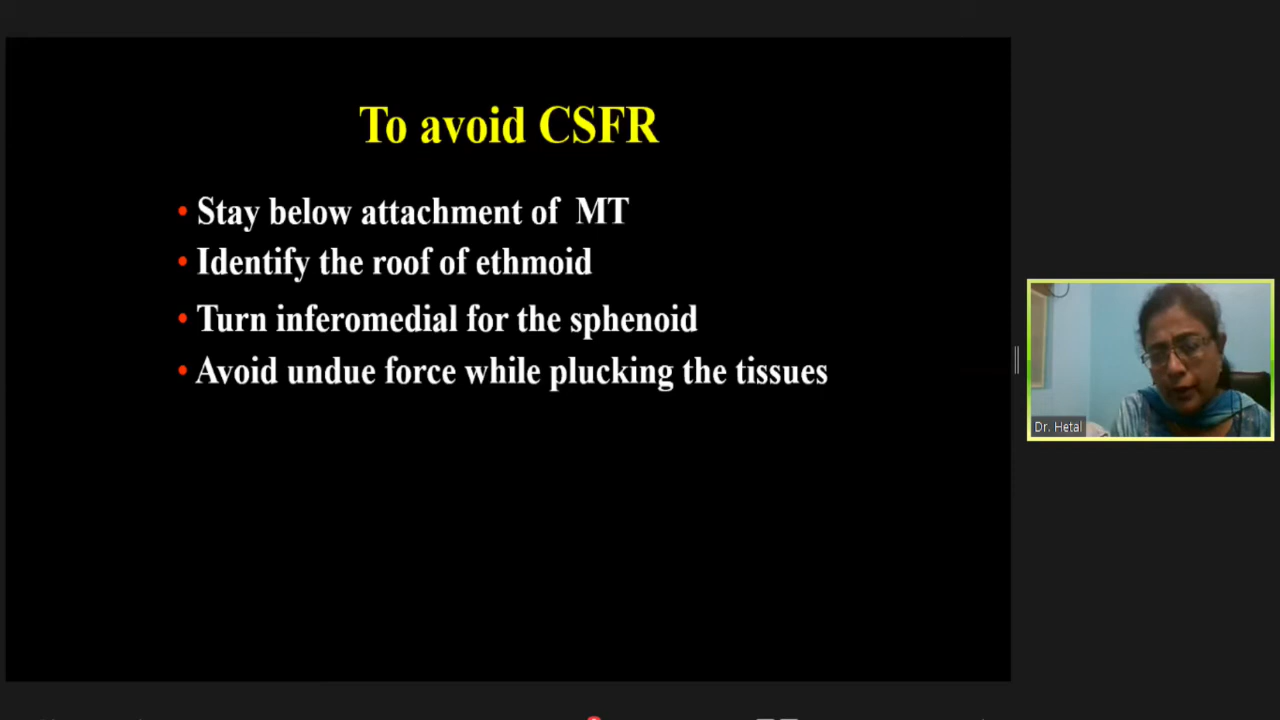 To avoid CSFR
• Stay below attachment of MT
• Identify the roof of ethmoid
• Turn inferomedial for the sphenoid
• Avoid undue force while plucking the tissues
Dr. Hetal